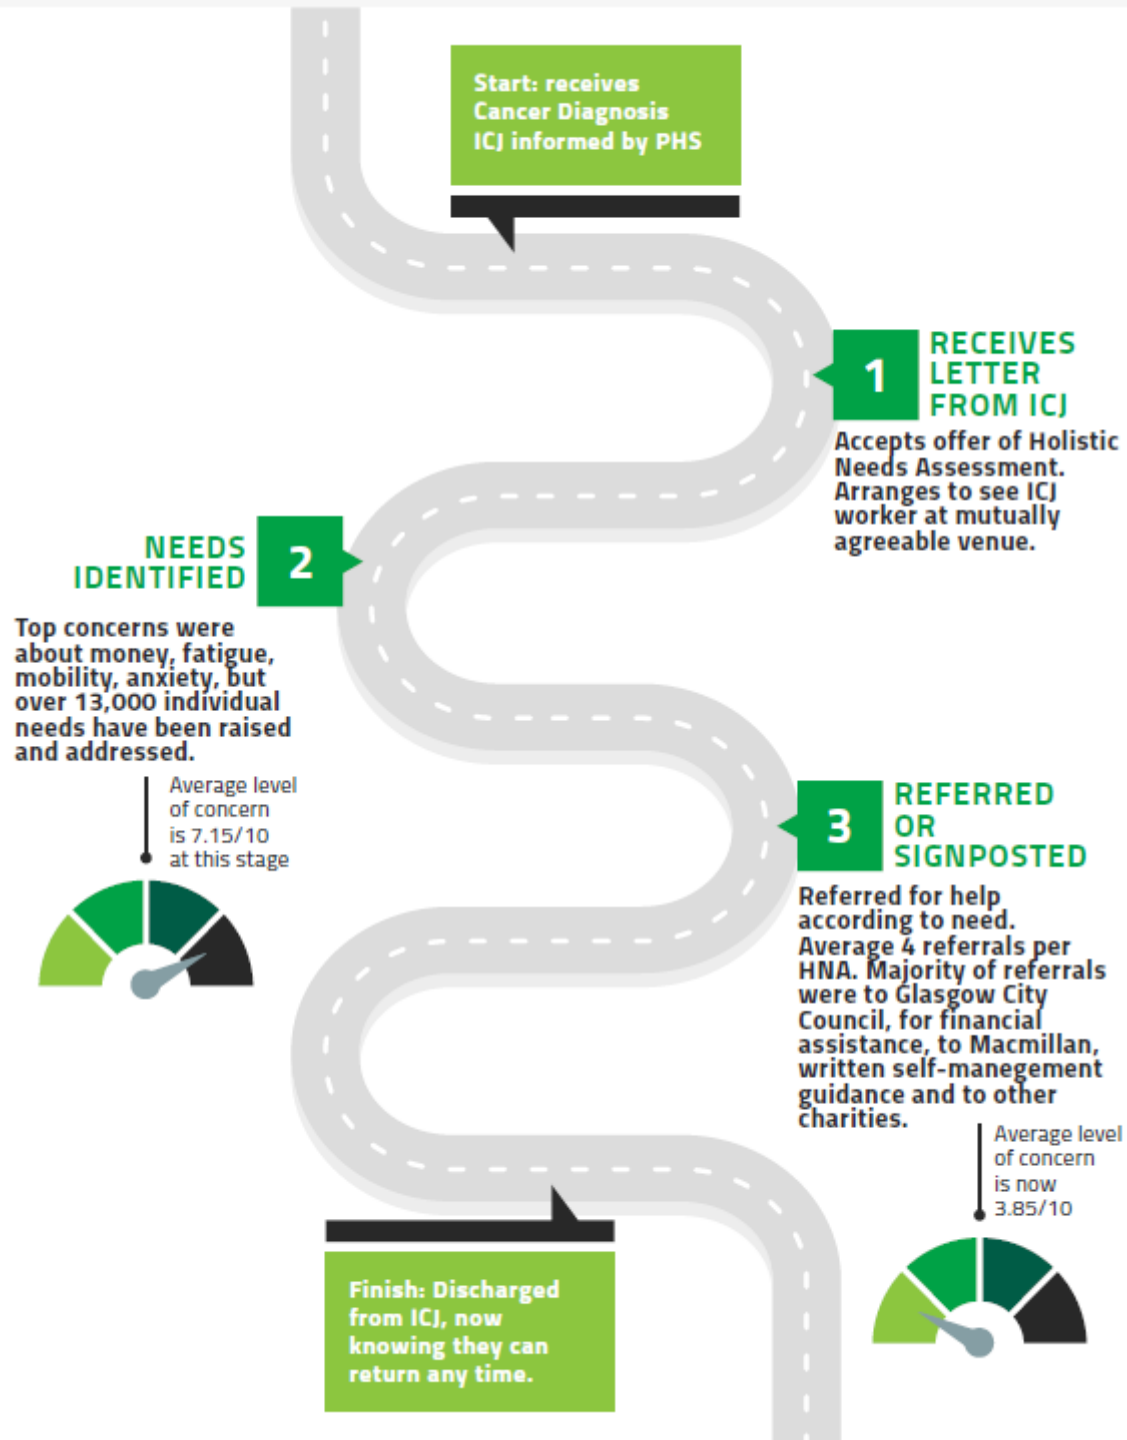 Start: receives
Cancer Diagnosis
ICJ informed by PHS
1
RECEIVES
LETTER
FROM ICJ
Accepts offer of Holistic
Needs Assessment.
Arranges to see ICJ
worker at mutually
agreeable venue.
2
NEEDS
IDENTIFIED
Top concerns were
about money, fatigue,
mobility, anxiety, but
over 13,000 individual
needs have been raised
and addressed.
Average level
of concern
is 7.15/10
at this stage
3
REFERRED
OR
SIGNPOSTED
Referred for help
according to need.
Average 4 referrals per
HNA. Majority of referrals
were to Glasgow City
Council, for financial
assistance, to Macmillan,
written self-manegement
guidance and to other
charities.
Average level
of concern
is now
3.85/10
Finish: Discharged
from ICJ, now
knowing they can
return any time.